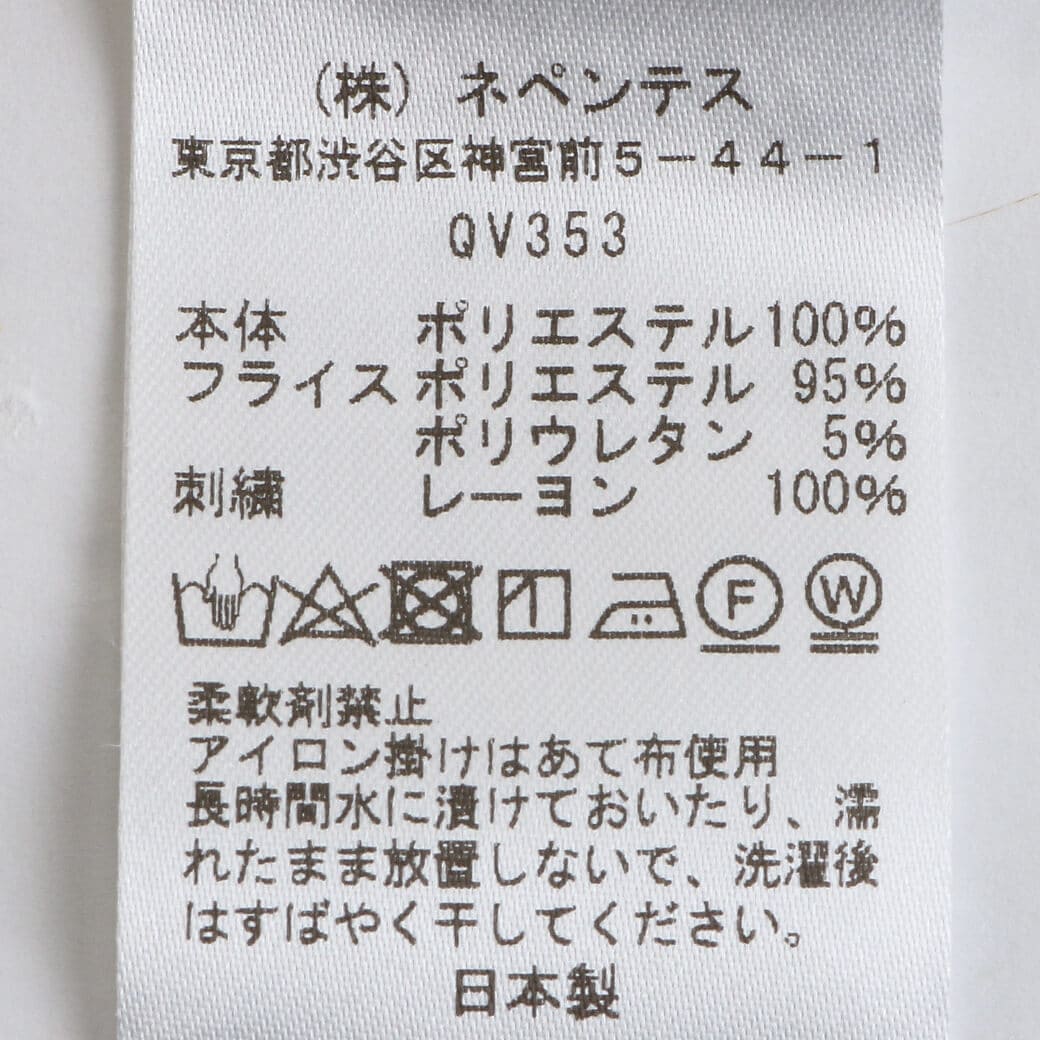 (株) ネペンテス
東京都渋谷区神宮前5-44-1
QV353
本体 ポリエステル100%
フライス ポリエステル 95%
ポリウレタン 5%
刺繍 レーヨン 100%
F W
柔軟剤禁止
アイロン掛けはあて布使用
長時間水に漬けておいたり、濡
れたまま放置しないで、洗濯後
はすばやく干してください。
日本製